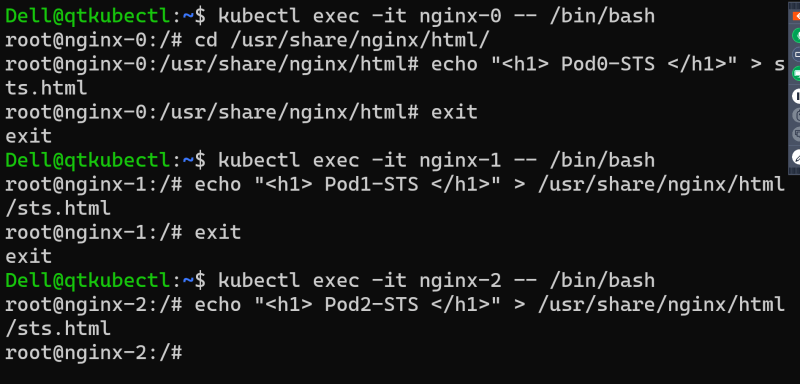 Dell@qtkubectl:~$ kubectl exec -it nginx-0 -- /bin/bash
root@nginx-0:/# cd /usr/share/nginx/html/
root@nginx-0:/usr/share/nginx/html# echo "<h1> Pod0-STS </h1>" > s
ts.html
root@nginx-0:/usr/share/nginx/html# exit
exit
Dell@qtkubectl:~$ kubectl exec -it nginx-1 -- /bin/bash
root@nginx-1:/# echo "<h1> Pod1-STS </h1>" > /usr/share/nginx/html
/sts.html
root@nginx-1:/# exit
exit
Dell@qtkubectl:~$ kubectl exec -it nginx-2 -- /bin/bash
root@nginx-2:/# echo "<h1> Pod2-STS </h1>" > /usr/share/nginx/html
/sts.html
root@nginx-2:/#